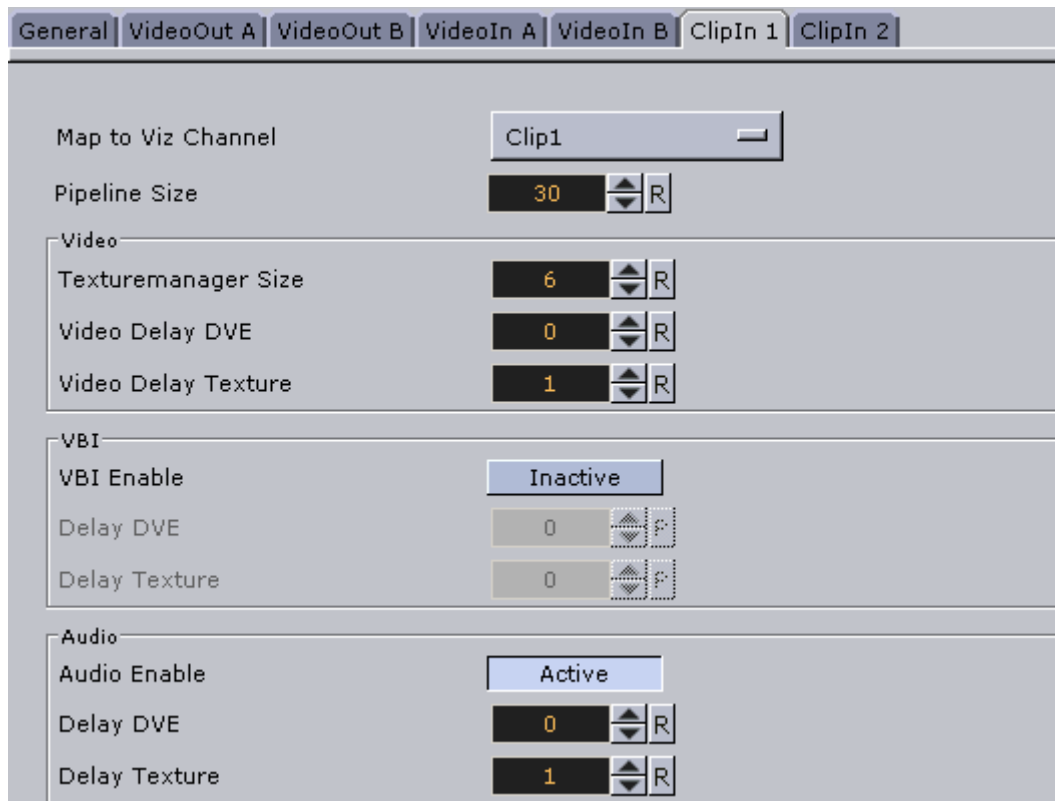 General VideoOut A VideoOut B VideoIn A VideoIn B ClipIn 1 ClipIn 2
Map to Viz Channel Clip1
Pipeline Size 30 R
Video
Texturemanager Size 6 R
Video Delay DVE 0 R
Video Delay Texture 1 R
VBI
VBI Enable Inactive
Delay DVE 0 R
Delay Texture 0 R
Audio
Audio Enable Active
Delay DVE 0 R
Delay Texture 1 R